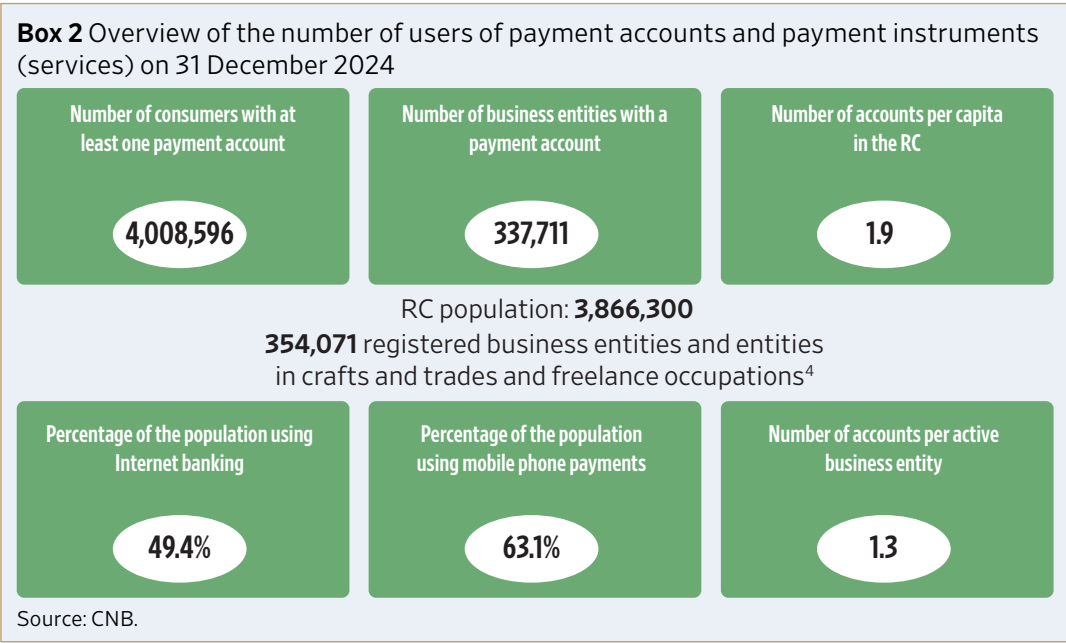 Box 2 Overview of the number of users of payment accounts and payment instruments
(services) on 31 December 2024
Number of consumers with at
least one payment account
4,008,596
Number of business entities with a
payment account
337,711
Number of accounts per capita
in the RC
1.9
RC population: 3,866,300
354,071 registered business entities and entities
in crafts and trades and freelance occupations⁴
Percentage of the population using
Internet banking
49.4%
Percentage of the population
using mobile phone payments
63.1%
Number of accounts per active
business entity
1.3
Source: CNB.